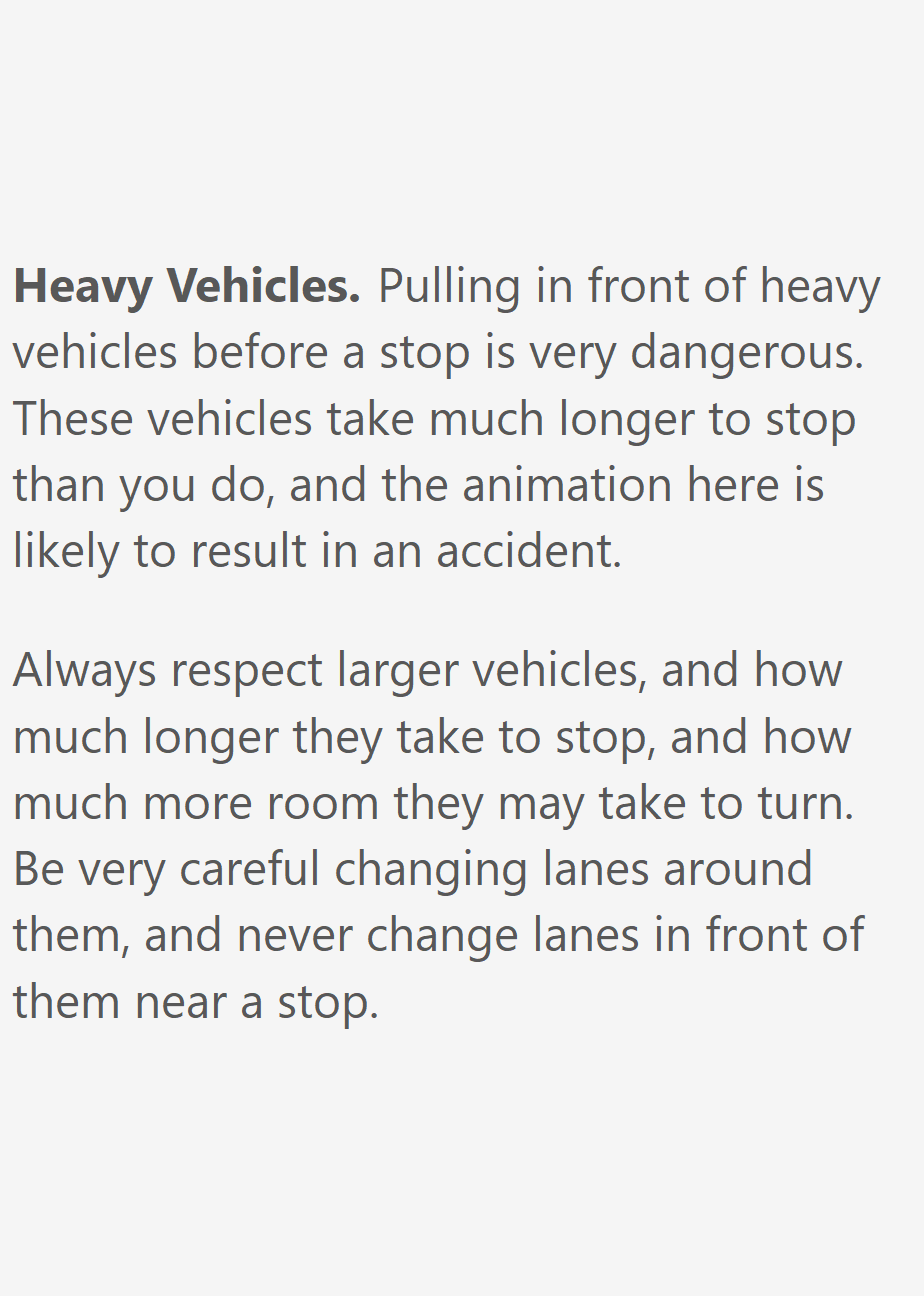 Heavy Vehicles. Pulling in front of heavy
vehicles before a stop is very dangerous.
These vehicles take much longer to stop
than you do, and the animation here is
likely to result in an accident.
Always respect larger vehicles, and how
much longer they take to stop, and how
much more room they may take to turn.
Be very careful changing lanes around
them, and never change lanes in front of
them near a stop.